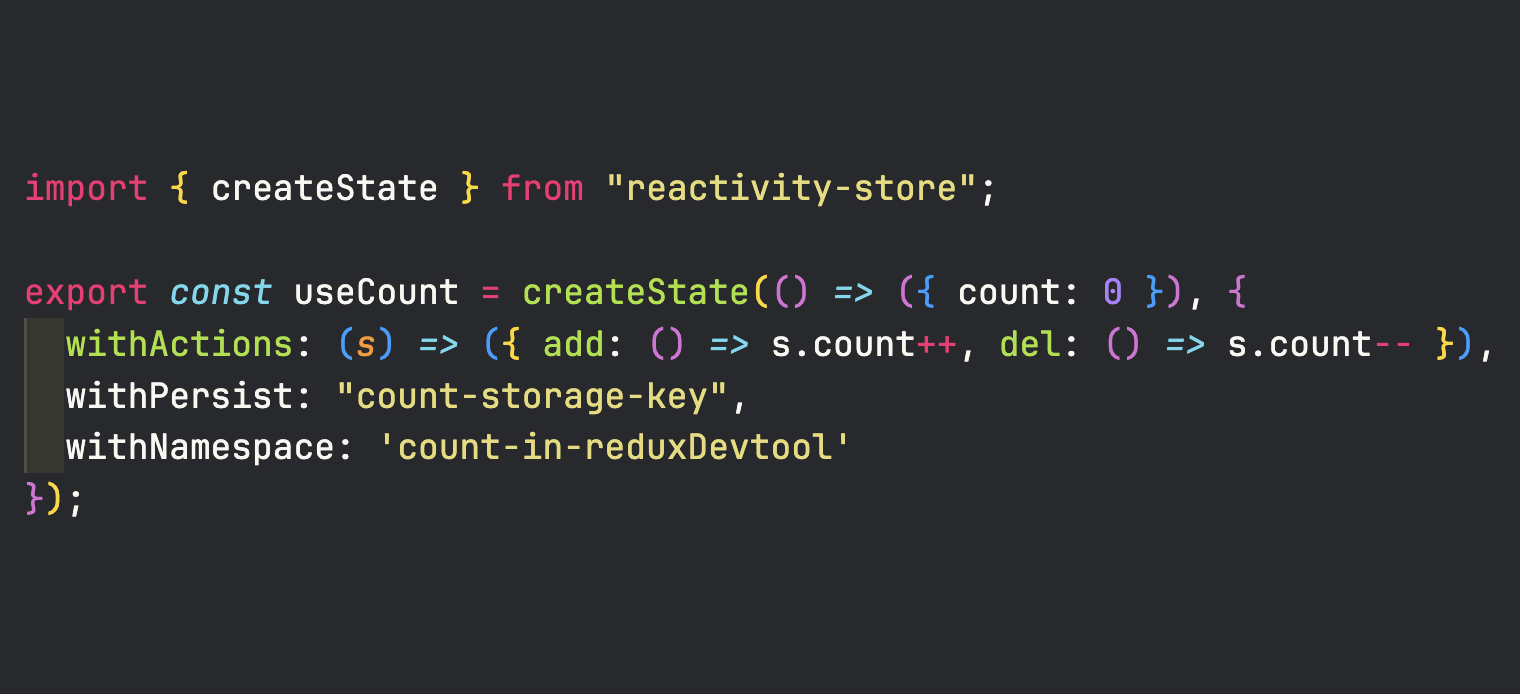 import { createState } from "reactivity-store";
export const useCount = createState(() => ({ count: 0 }), {
withActions: (s) => ({ add: () => s.count++, del: () => s.count-- }),
withPersist: "count-storage-key",
withNamespace: 'count-in-reduxDevtool'
});